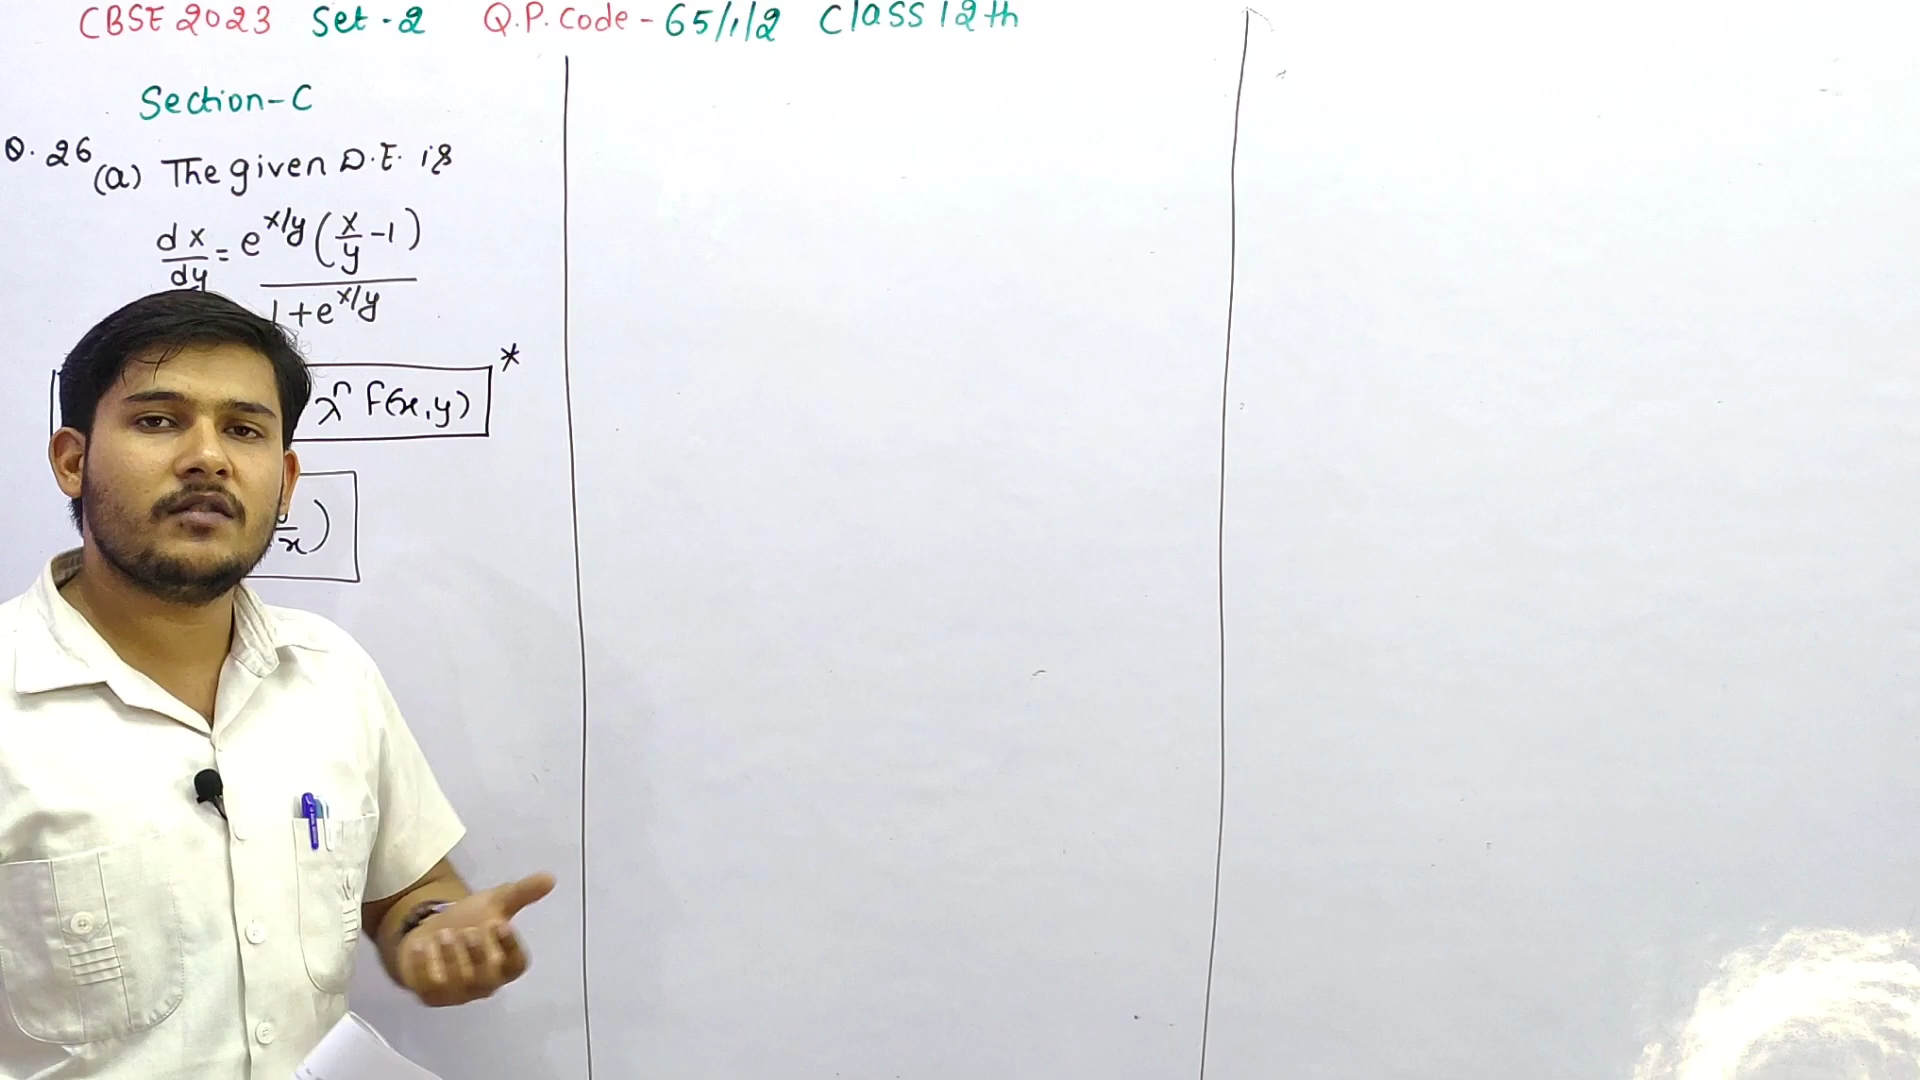 CBSE 2023 Set-2 Q.P. Code - 65/1/2 Class 12th
Section-C
Q. 26
(a) The given D.E. is
dx/dy = e^x/y (x/y - 1) / 1 + e^x/y
λ^n F(x,y) *
x)